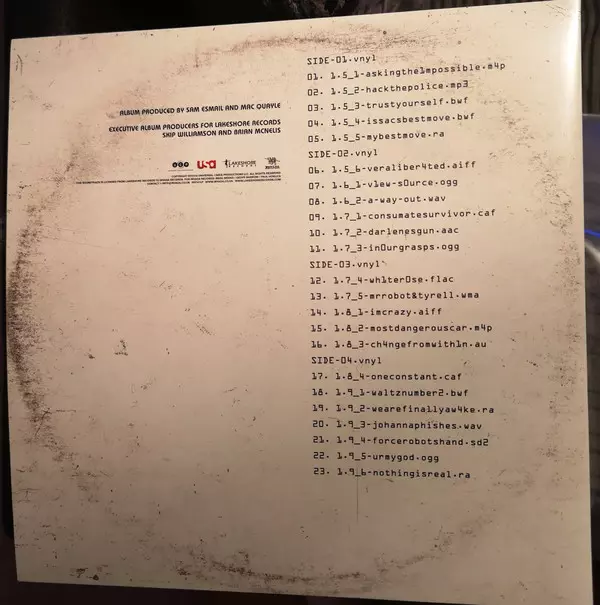 ALBUM PRODUCED BY SAM ESMAIL AND MAC QUAYLE
EXECUTIVE ALBUM PRODUCERS FOR LAKESHORE RECORDS
SKIP WILLIAMSON AND BRIAN MCNELIS
usa
LAKESHORE
SIDE-01.vnyl
01. 1.5_1-askingthe1mpossible.m4p
02. 1.5_2-hackthepolice.mp3
03. 1.5_3-trustyourself.bwf
04. 1.5_4-issacsbestmove.bwf
05. 1.5_5-mybestmove.ra
SIDE-02.vnyl
06. 1.5_6-veraliber4ted.aiff
07. 1.6_1-v1ew-s0urce.ogg
08. 1.6_2-a-way-out.wav
09. 1.7_1-consumatesurvivor.caf
10. 1.7_2-darlenesgun.aac
11. 1.7_3-in0urgrasps.ogg
SIDE-03.vnyl
12. 1.7_4-wh1ter0se.flac
13. 1.7_5-mrrobot&tyrell.wma
14. 1.8_1-imcrazy.aiff
15. 1.8_2-mostdangerouscar.m4p
16. 1.8_3-ch4ngefromwith1n.au
SIDE-04.vnyl
17. 1.8_4-oneconstant.caf
18. 1.9_1-waltznumber2.bwf
19. 1.9_2-wearefinallyaw4ke.ra
20. 1.9_3-johannaphishes.wav
21. 1.9_4-forcerobotshand.sd2
22. 1.9_5-urmygod.ogg
23. 1.9_6-nothingisreal.ra